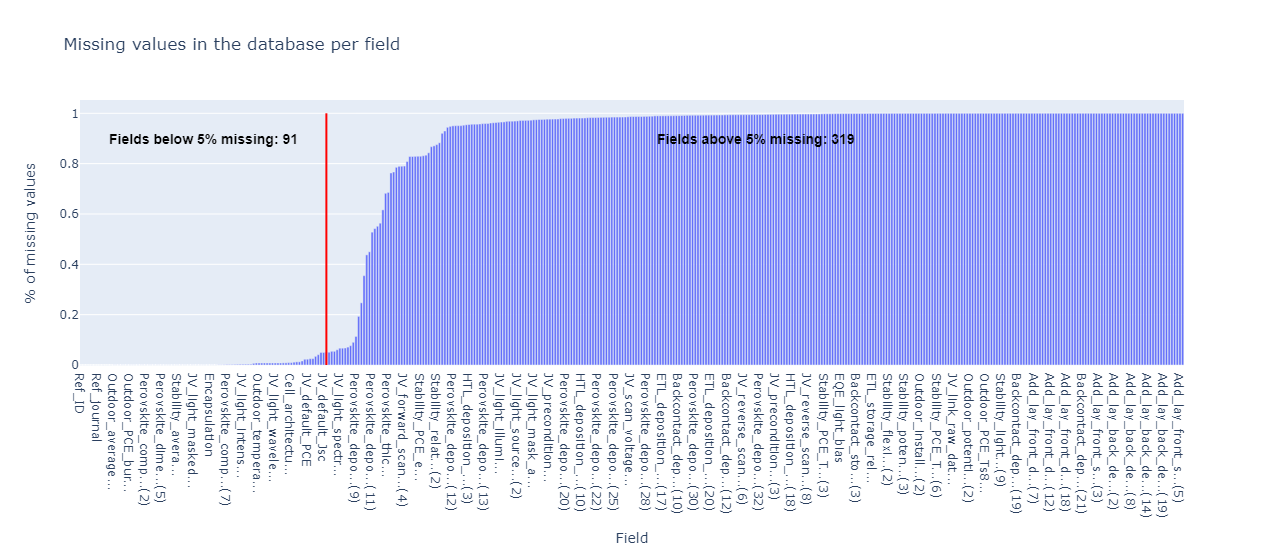 Missing values in the database per field
% of missing values
1
0.8
0.6
0.4
0.2
0
Fields below 5% missing: 91
Fields above 5% missing: 319
Ref_ID
Ref_journal
Outdoor_average...
Outdoor_PCE_bur...
Perovskite_comp...(2)
Perovskite_dime...(5)
Stability_avera...
JV_light_masked...
Encapsulation
Perovskite_comp...(7)
JV_light_intens...
Outdoor_tempera...
JV_light_wavele...
Cell_architectu...
JV_default_PCE
JV_default_Jsc
JV_light_spectr...
Perovskite_depo...(9)
Perovskite_depo...(11)
Perovskite_thic...
JV_forward_scan...(4)
Stability_PCE_e...
Stability_relat...(2)
Perovskite_depo...(12)
HTL_deposition_...(3)
Perovskite_depo...(13)
JV_light_illumi...
JV_light_source...(2)
JV_light_mask_a...
JV_precondition...
Perovskite_depo...(20)
HTL_deposition_...(10)
Perovskite_depo...(22)
Perovskite_depo...(25)
JV_scan_voltage...
Perovskite_depo...(28)
ETL_deposition_...(17)
Backcontact_dep...(10)
Perovskite_depo...(30)
ETL_deposition_...(20)
Backcontact_dep...(12)
JV_reverse_scan...(6)
Perovskite_depo...(32)
JV_precondition...(3)
HTL_deposition_...(18)
JV_reverse_scan...(8)
Stability_PCE_T...(3)
EQE_light_bias
Backcontact_sto...(3)
ETL_storage_rel...
Stability_flexi...(2)
Stability_poten...(3)
Outdoor_install...(2)
Stability_PCE_T...(6)
JV_link_raw_dat...
Outdoor_potenti...(2)
Outdoor_PCE_Ts8...
Stability_light...(9)
Backcontact_dep...(19)
Add_lay_front_d...(7)
Add_lay_front_d...(12)
Add_lay_front_d...(18)
Backcontact_dep...(21)
Add_lay_front_s...(3)
Add_lay_back_de...(2)
Add_lay_back_de...(8)
Add_lay_back_de...(14)
Add_lay_back_de...(19)
Add_lay_front_s...(5)
Field